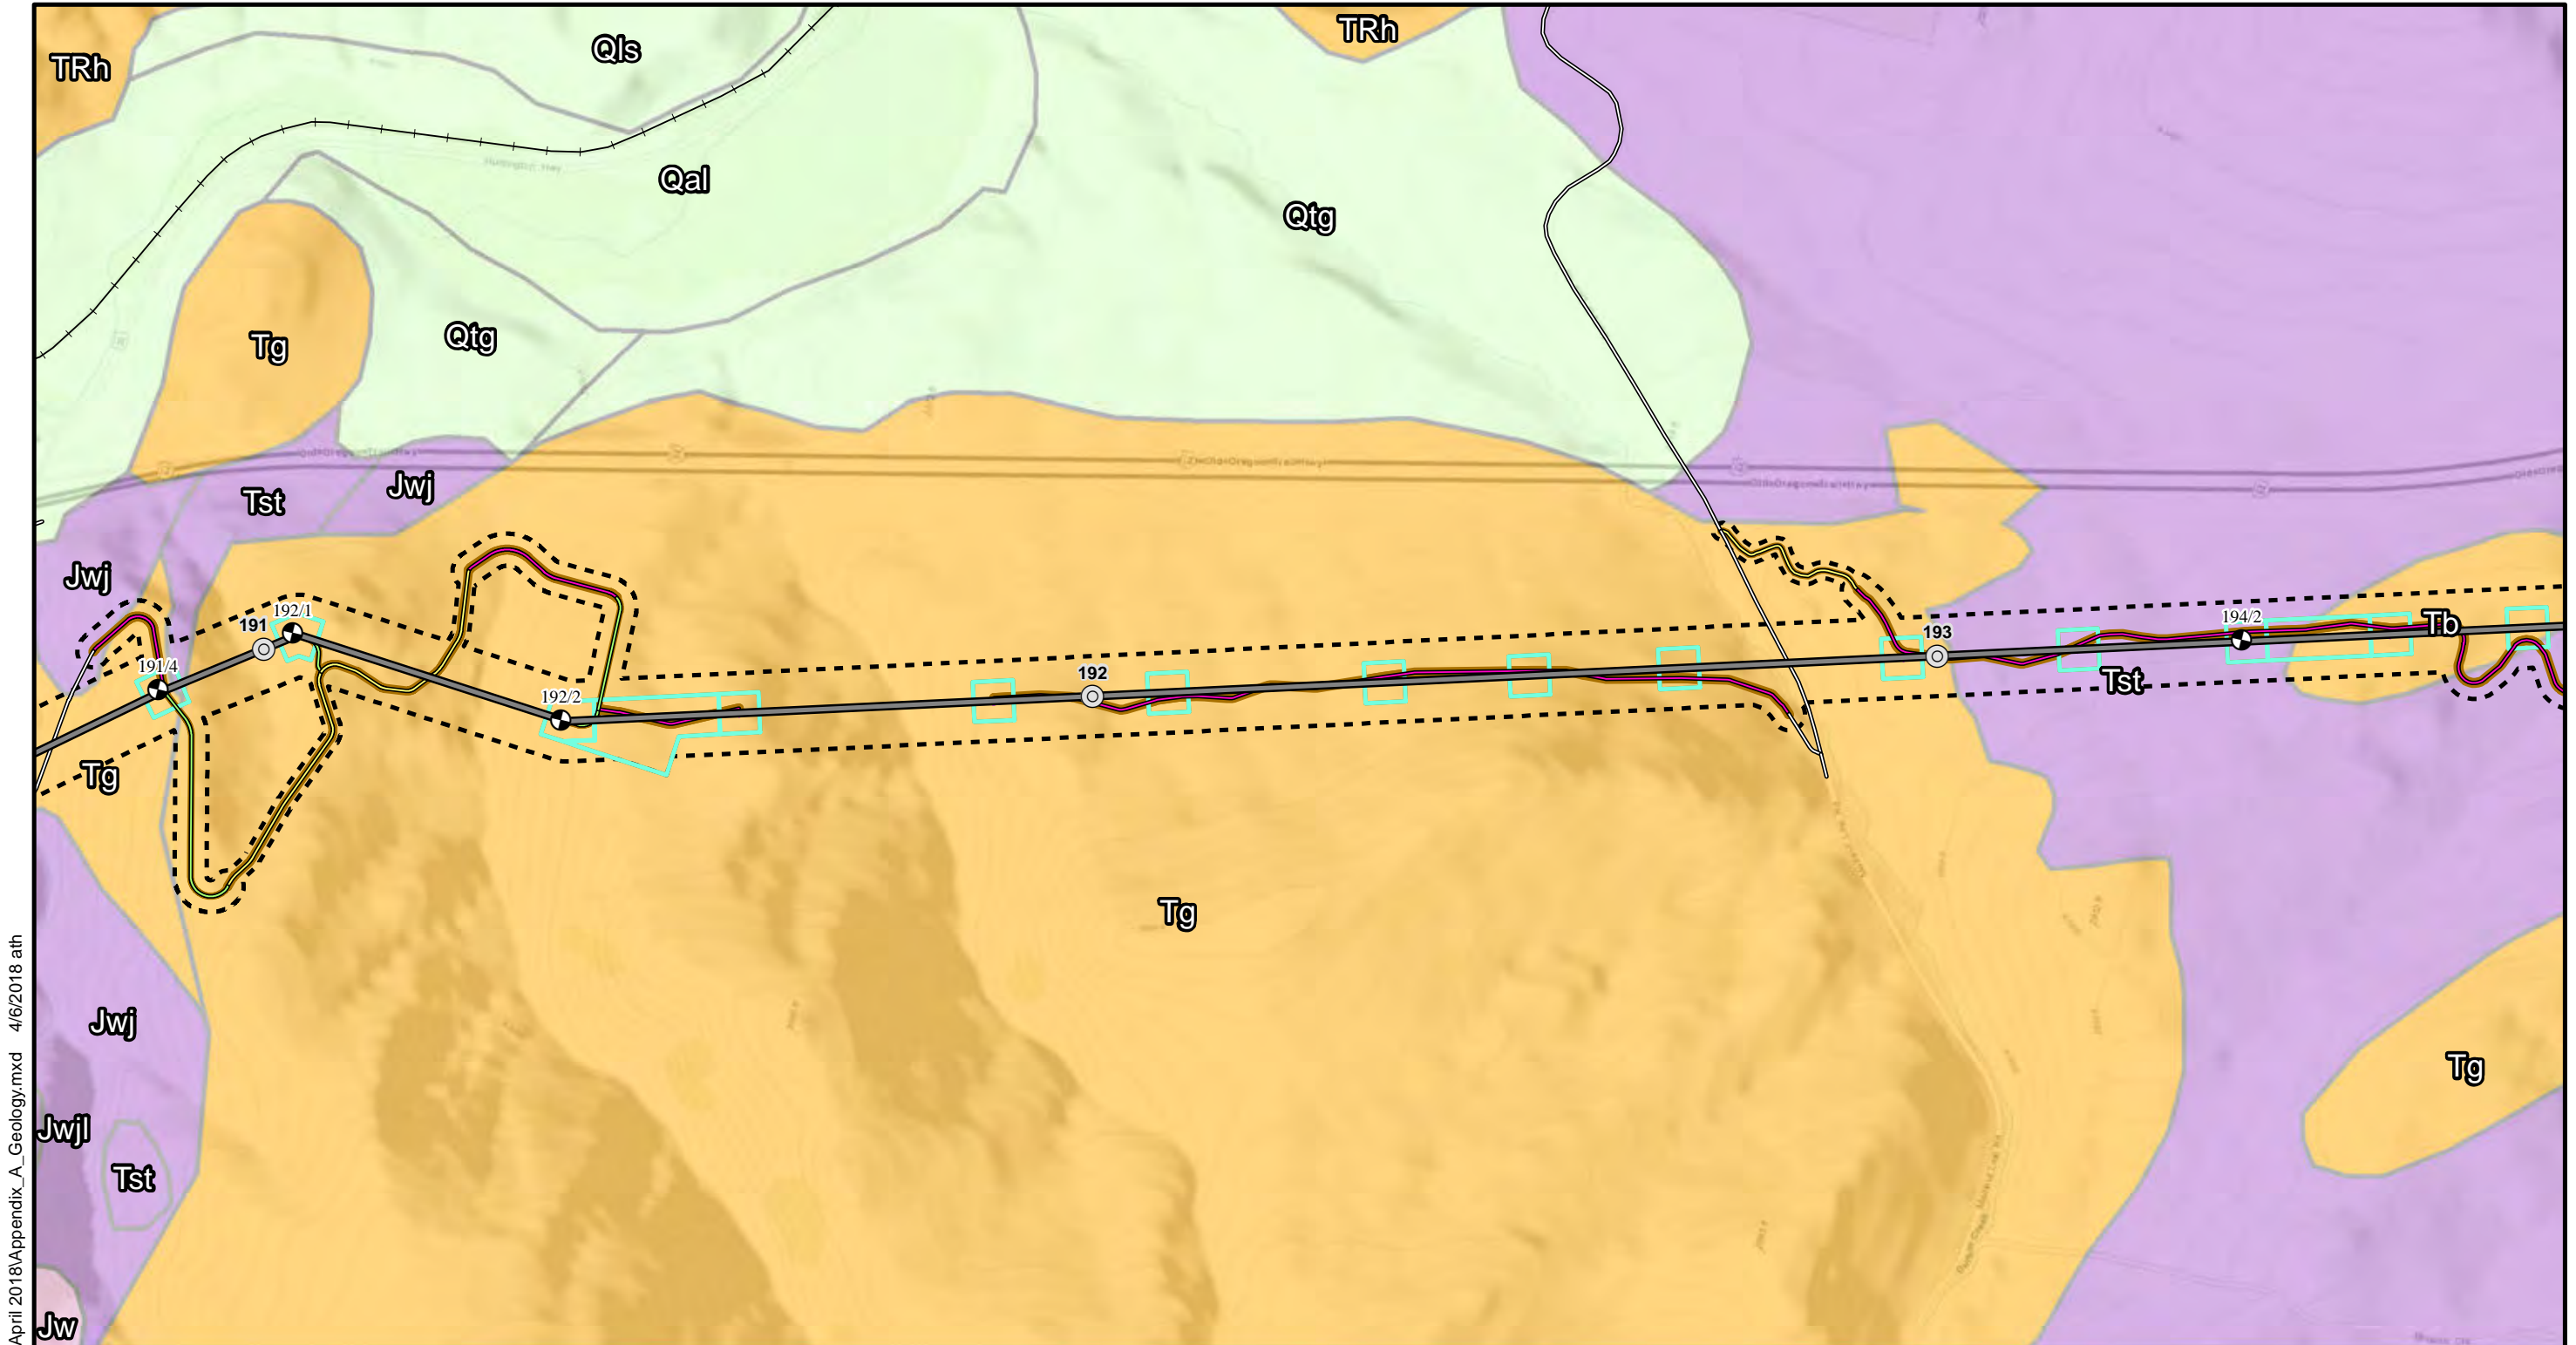 TRh
Qls
TRh
Qal
Qtg
Tg
Qtg
Tst
Jwj
Jwj
192/1
191
191/4
192/2
192
193
194/2
Tb
Tst
Tg
Tg
Jwj
Tg
Jwjl
Tst
Jw
April 2018\Appendix_A_Geology.mxd 4/6/2018 ath